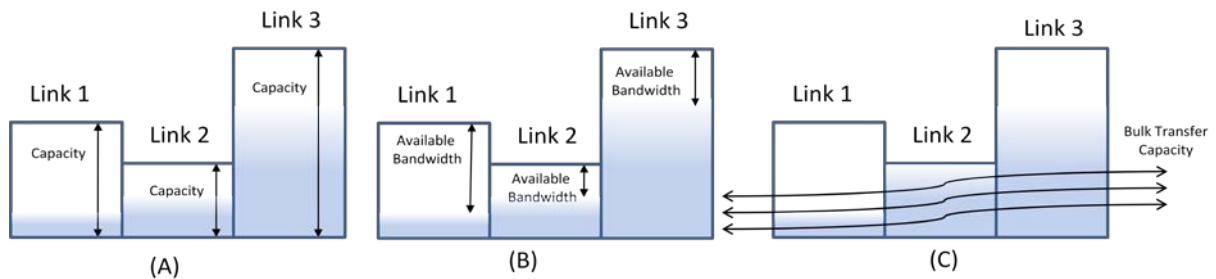 Link 1
Link 2
Link 3
Capacity
Capacity
Capacity
(A)
Link 1
Link 2
Link 3
Available
Bandwidth
Available
Bandwidth
Available
Bandwidth
(B)
Link 1
Link 2
Link 3
Bulk Transfer
Capacity
(C)